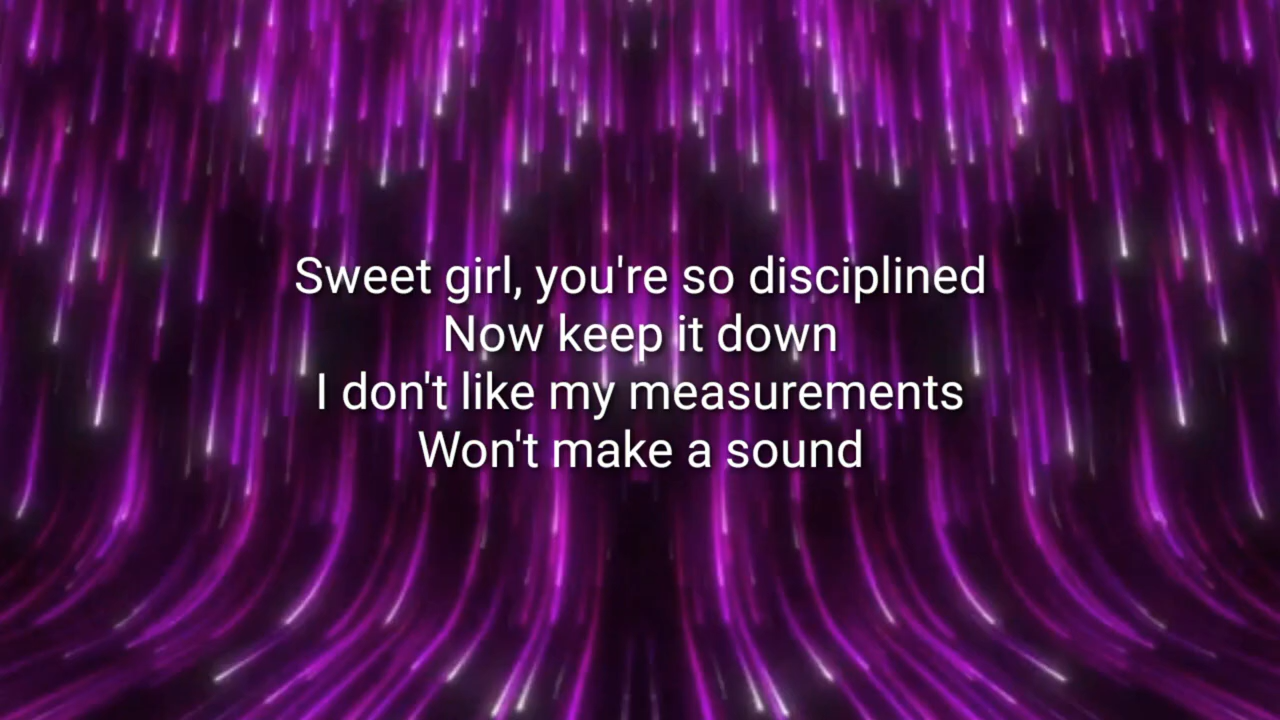 Sweet girl, you're so disciplined
Now keep it down
I don't like my measurements
Won't make a sound